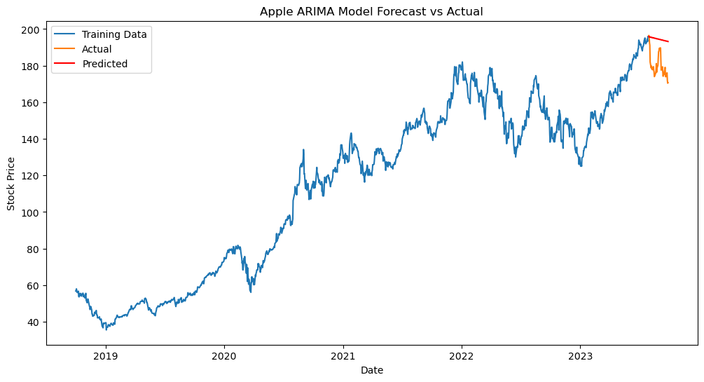 Apple ARIMA Model Forecast vs Actual
Training Data
Actual
Predicted
Stock Price
200
180
160
140
120
100
80
60
40
2019
2020
2021
2022
2023
Date